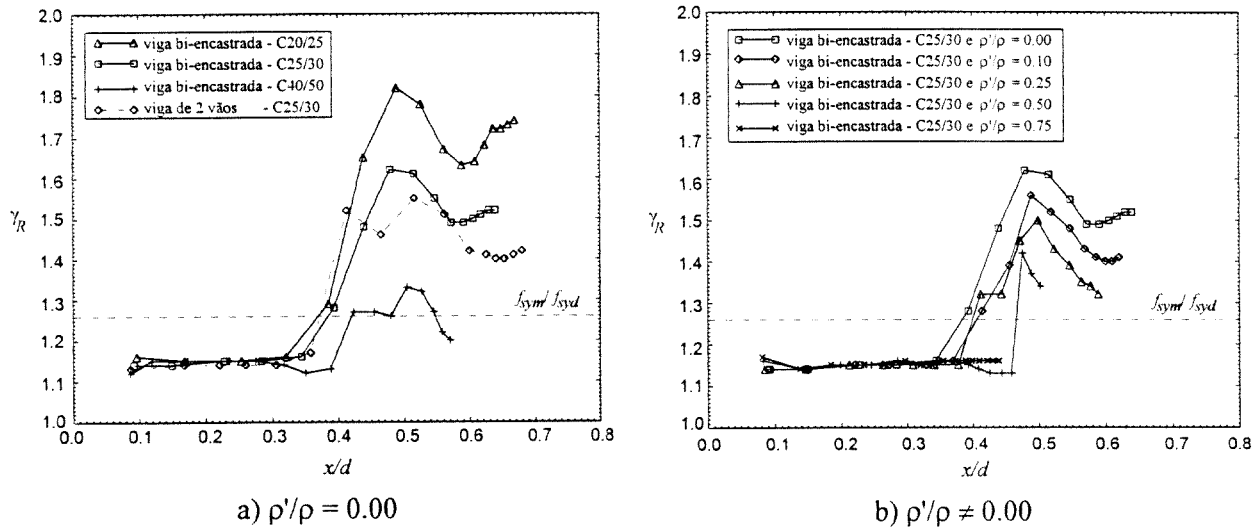 2.0
1.9
1.8
1.7
1.6
1.5
1.4
1.3
1.2
1.1
1.0
γR
viga bi-encastrada - C20/25
viga bi-encastrada - C25/30
viga bi-encastrada - C40/50
viga de 2 vãos - C25/30
fsym/ fsyd
0.0 0.1 0.2 0.3 0.4 0.5 0.6 0.7 0.8
x/d
a) ρ'/ρ = 0.00
2.0
1.9
1.8
1.7
1.6
1.5
1.4
1.3
1.2
1.1
1.0
γR
viga bi-encastrada - C25/30 e ρ'/ρ = 0.00
viga bi-encastrada - C25/30 e ρ'/ρ = 0.10
viga bi-encastrada - C25/30 e ρ'/ρ = 0.25
viga bi-encastrada - C25/30 e ρ'/ρ = 0.50
viga bi-encastrada - C25/30 e ρ'/ρ = 0.75
fsym/ fsyd
0.0 0.1 0.2 0.3 0.4 0.5 0.6 0.7 0.8
x/d
b) ρ'/ρ ≠ 0.00